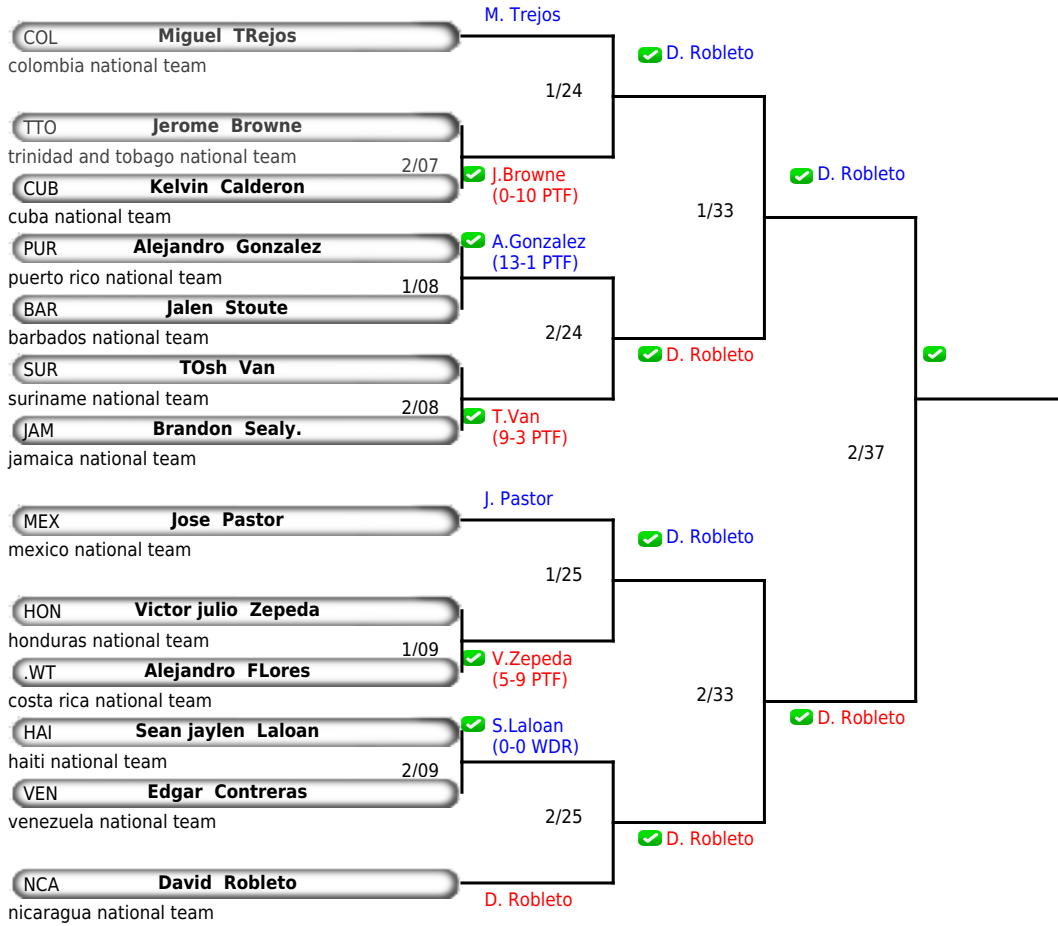 M. Trejos
COL Miguel TRejos
colombia national team
D. Robleto
1/24
TTO Jerome Browne
trinidad and tobago national team
2/07
J.Browne
(0-10 PTF)
CUB Kelvin Calderon
cuba national team
D. Robleto
1/33
PUR Alejandro Gonzalez
puerto rico national team
A.Gonzalez
(13-1 PTF)
1/08
BAR Jalen Stoute
barbados national team
2/24
D. Robleto
SUR TOsh Van
suriname national team
2/08
T.Van
(9-3 PTF)
JAM Brandon Sealy.
jamaica national team
2/37
J. Pastor
MEX Jose Pastor
mexico national team
D. Robleto
1/25
HON Victor julio Zepeda
honduras national team
1/09
V.Zepeda
(5-9 PTF)
.WT Alejandro FLores
costa rica national team
2/33
D. Robleto
HAI Sean jaylen Laloan
haiti national team
S.Laloan
(0-0 WDR)
2/09
VEN Edgar Contreras
venezuela national team
2/25
D. Robleto
NCA David Robleto
nicaragua national team
D. Robleto